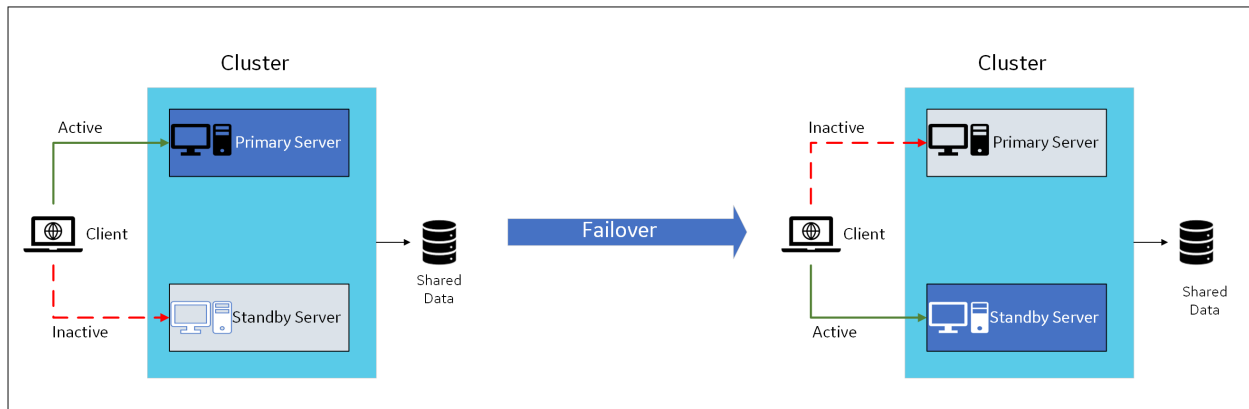 Cluster
Active
Primary Server
Client
Standby Server
Inactive
Shared
Data
Failover
Cluster
Inactive
Primary Server
Client
Standby Server
Active
Shared
Data